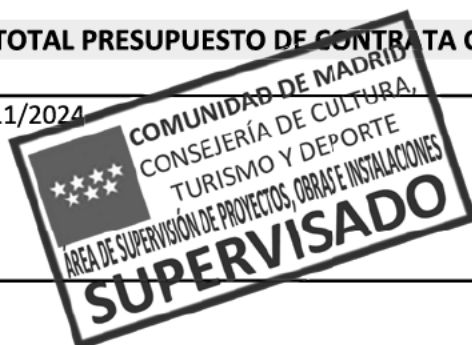 TOTAL PRESUPUESTO DE CONTRATA
11/2024
COMUNIDAD DE MADRID
CONSEJERÍA DE CULTURA,
TURISMO Y DEPORTE
ÁREA DE SUPERVISIÓN DE PROYECTOS, OBRAS E INSTALACIONES
SUPERVISADO